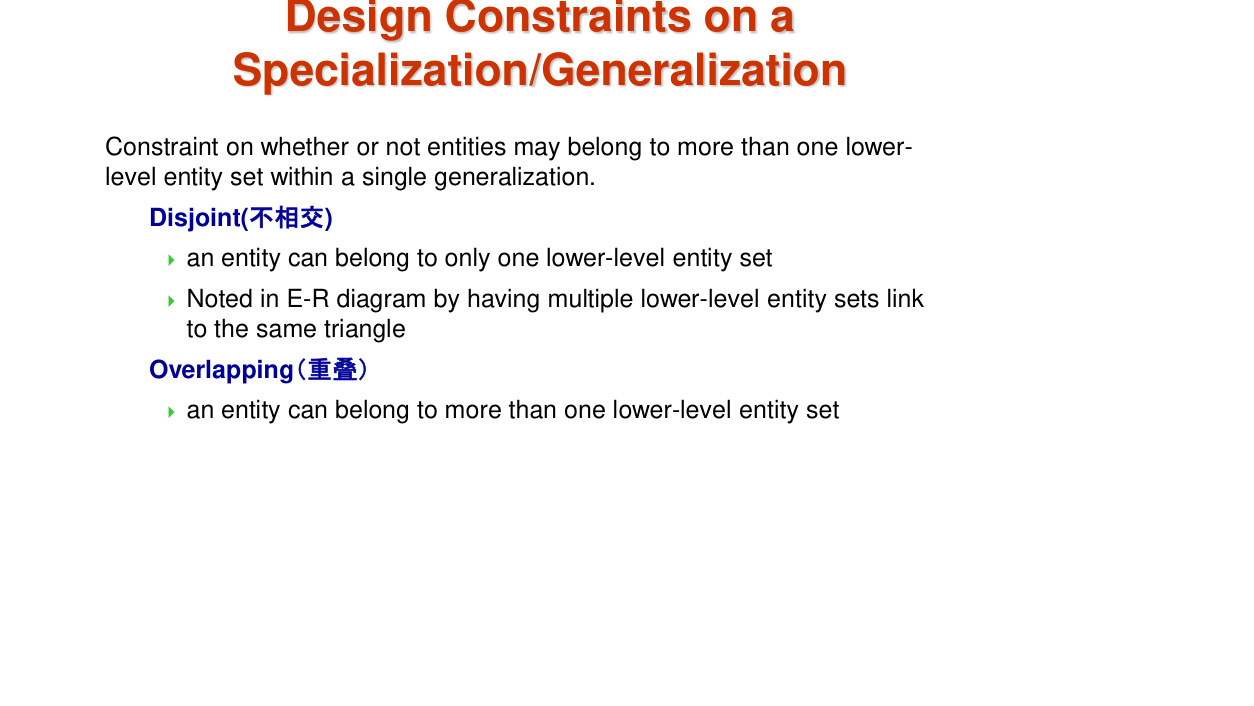 Design Constraints on a
Specialization/Generalization
Constraint on whether or not entities may belong to more than one lower-
level entity set within a single generalization.
Disjoint(不相交)
an entity can belong to only one lower-level entity set
Noted in E-R diagram by having multiple lower-level entity sets link
to the same triangle
Overlapping（重叠）
an entity can belong to more than one lower-level entity set